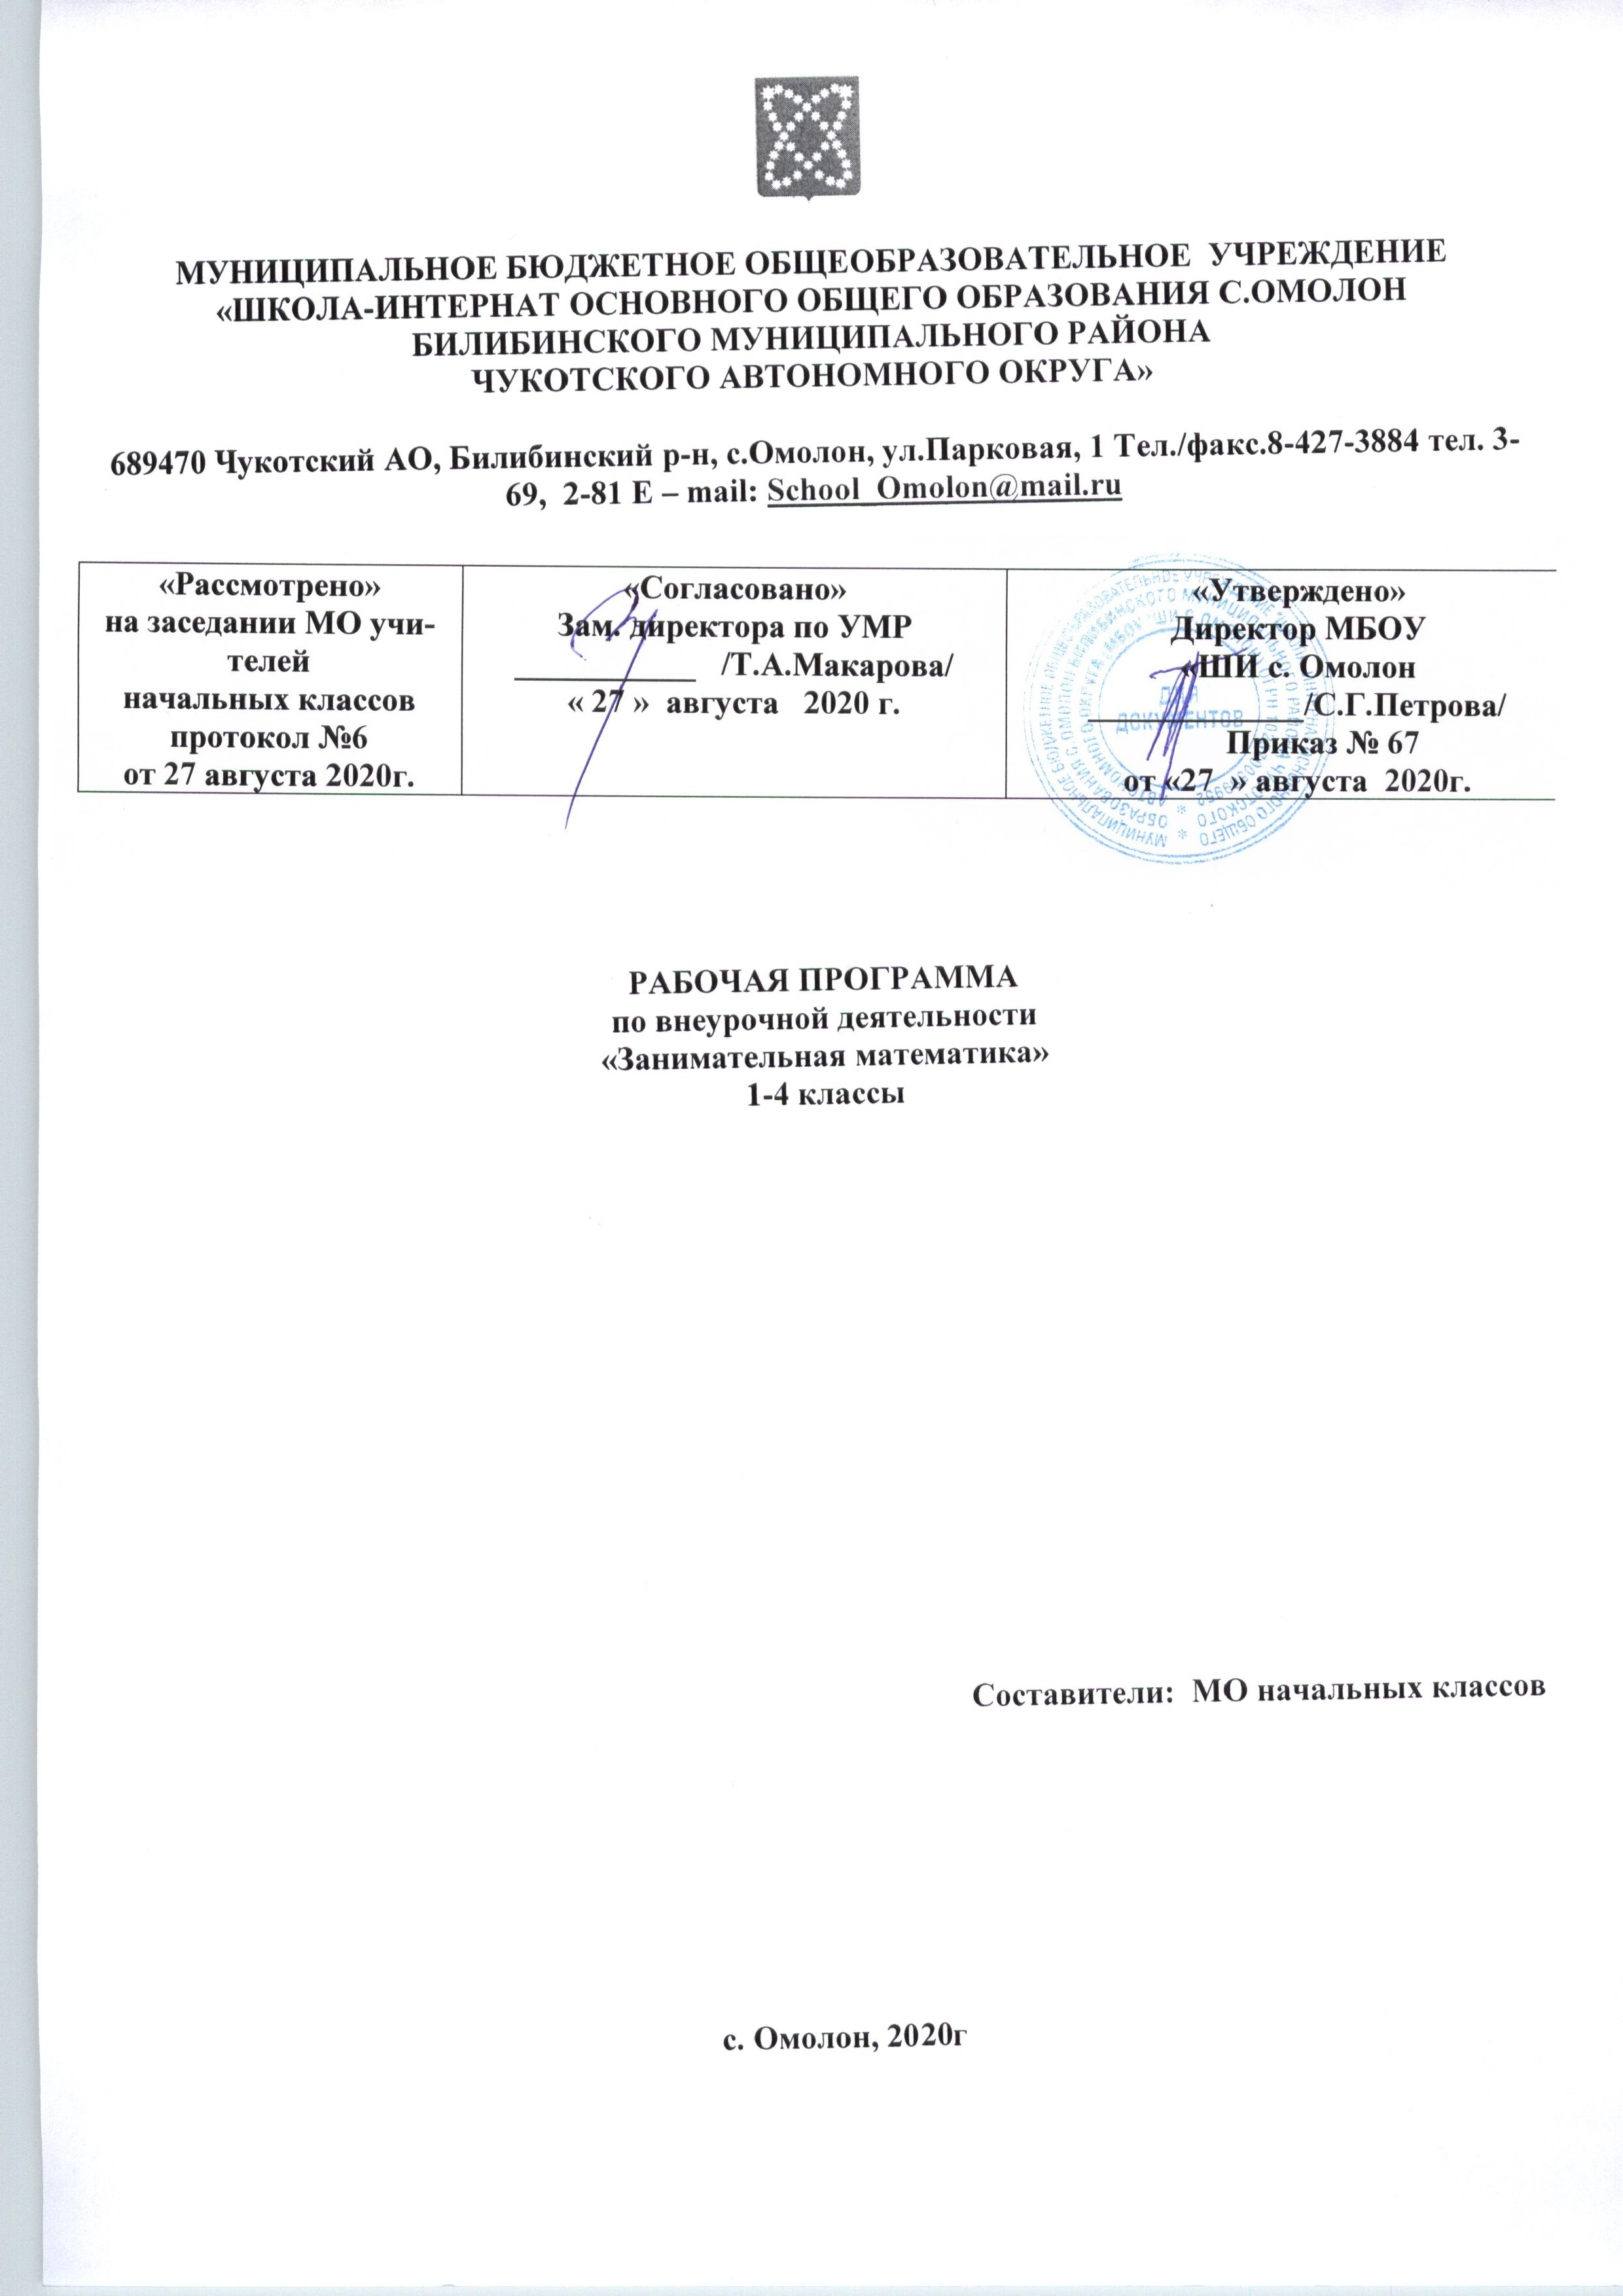 МУНИЦИПАЛЬНОЕ БЮДЖЕТНОЕ ОБЩЕОБРАЗОВАТЕЛЬНОЕ УЧРЕЖДЕНИЕ
«ШКОЛА-ИНТЕРНАТ ОСНОВНОГО ОБЩЕГО ОБРАЗОВАНИЯ С.ОМОЛОН
БИЛИБИНСКОГО МУНИЦИПАЛЬНОГО РАЙОНА
ЧУКОТСКОГО АВТОНОМНОГО ОКРУГА»
689470 Чукотский АО, Билибинский р-н, с.Омолон, ул.Парковая, 1 Тел./факс.8-427-3884 тел. 3-
69, 2-81 E – mail: School_Omolon@mail.ru
«Рассмотрено»
на заседании МО учи-
телей
начальных классов
протокол №6
от 27 августа 2020г.
«Согласовано»
Зам. директора по УМР
___________ /Т.А.Макарова/
« 27 » августа 2020 г.
«Утверждено»
Директор МБОУ
«ШИ с. Омолон
_____________/С.Г.Петрова/
Приказ № 67
от «27 » августа 2020г.
ДЛЯ
ДОКУМЕНТОВ
РАБОЧАЯ ПРОГРАММА
по внеурочной деятельности
«Занимательная математика»
1-4 классы
Составители: МО начальных классов
с. Омолон, 2020г